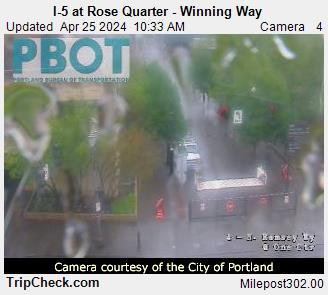 I-5 at Rose Quarter - Winning Way
Updated Apr 25 2024 10:33 AM Camera 4
PBOT
PORTLAND BUREAU OF TRANSPORTATION
Camera courtesy of the City of Portland
TripCheck.com Milepost302.00